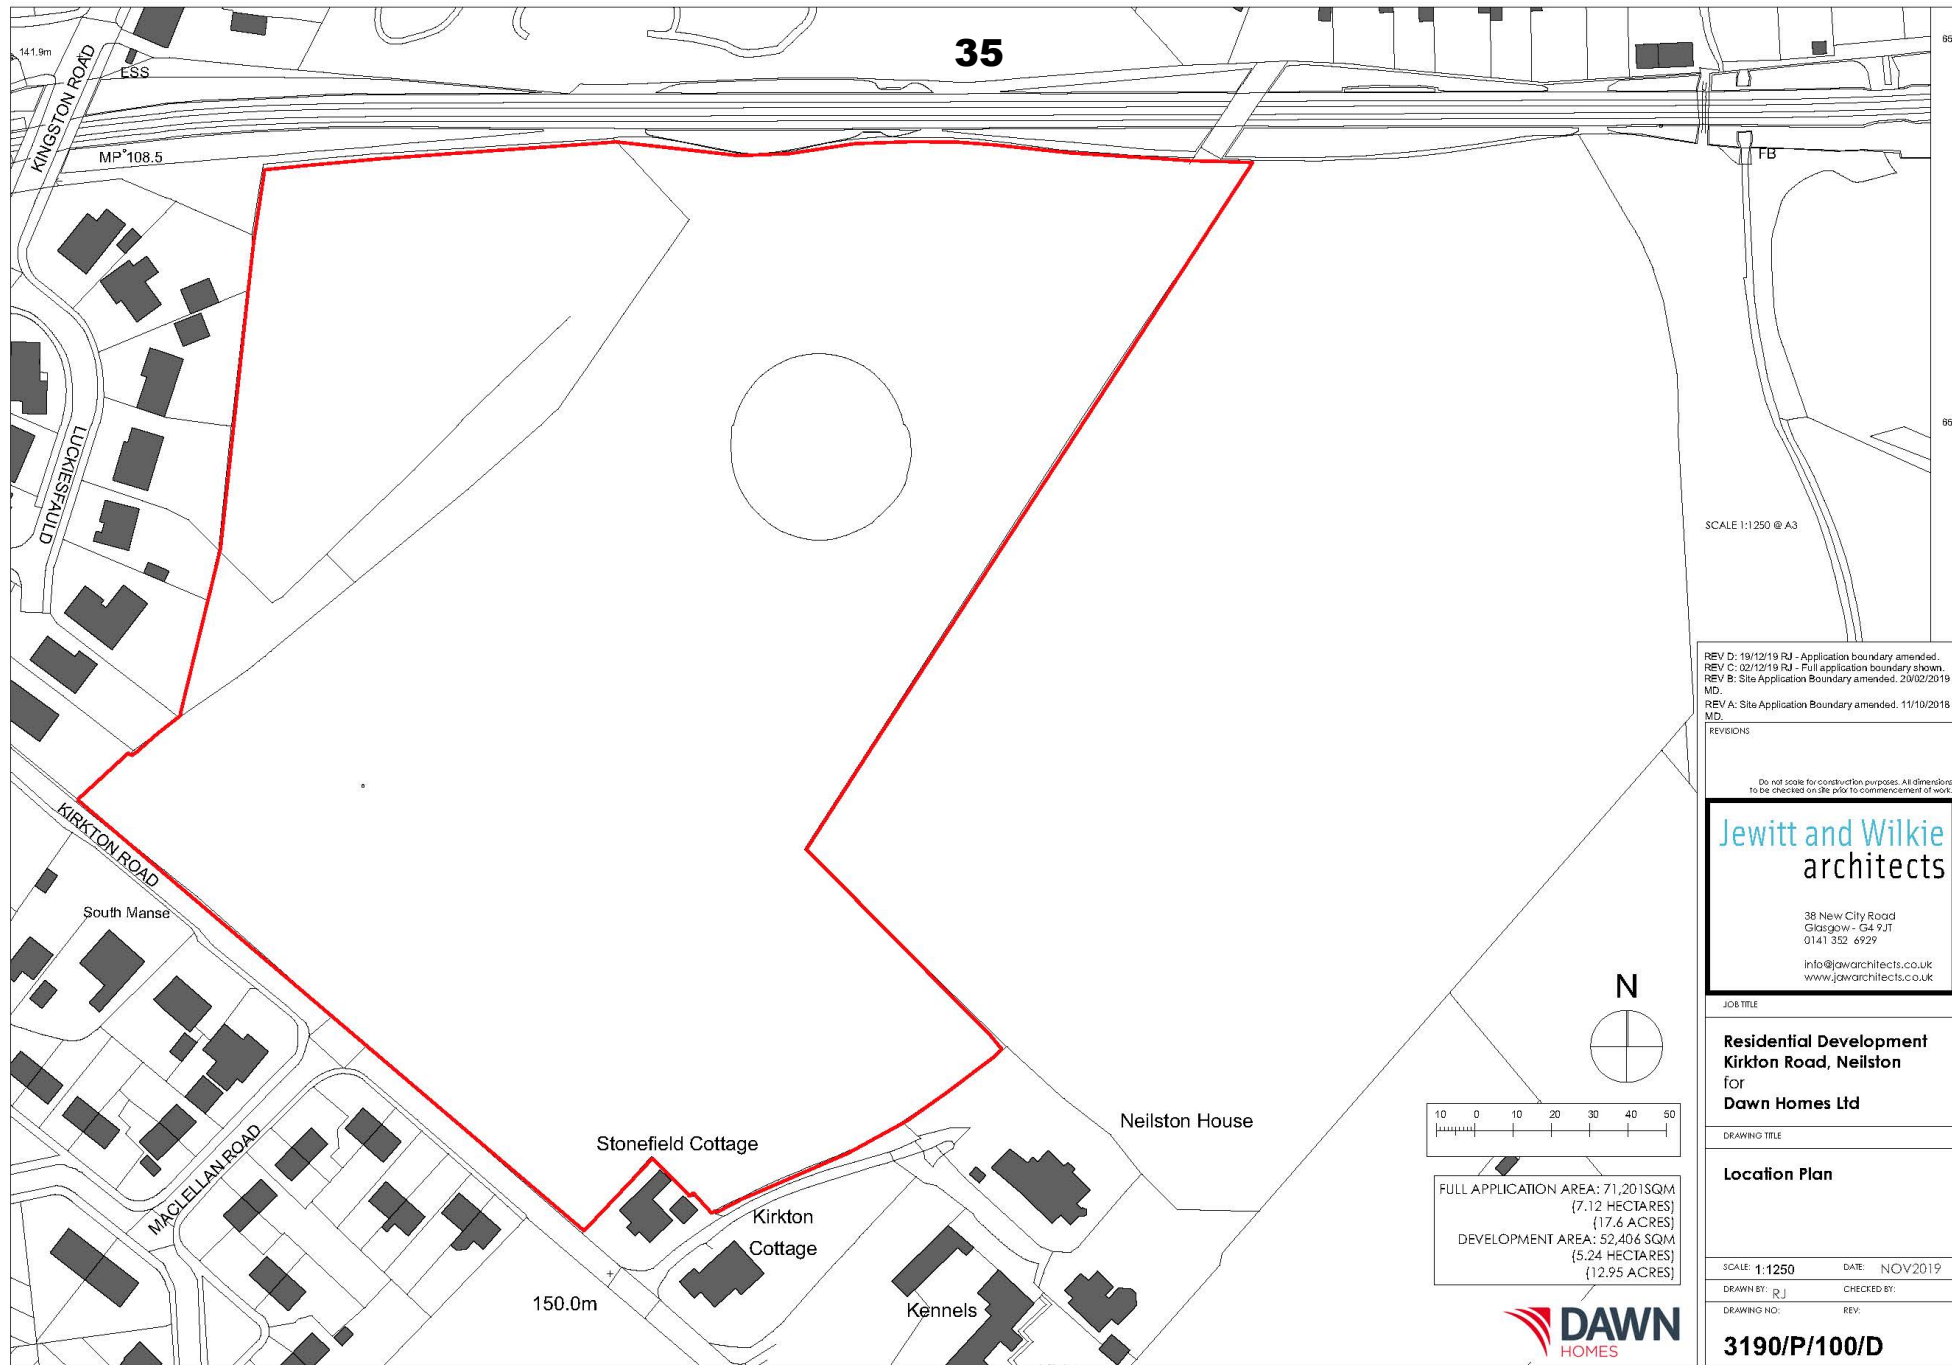 35
141.9m
ESS
KINGSTON ROAD
MP 108.5
FB
LUCKIESFAULD
SCALE 1:1250 @ A3
KIRKTON ROAD
South Manse
MACLELLAN ROAD
Stonefield Cottage
Kirkton
Cottage
Neilston House
150.0m
Kennels
N
10 0 10 20 30 40 50
FULL APPLICATION AREA: 71,201SQM
(7.12 HECTARES)
(17.6 ACRES)
DEVELOPMENT AREA: 52,406 SQM
(5.24 HECTARES)
(12.95 ACRES)
DAWN
HOMES
REV D: 19/12/19 RJ - Application boundary amended.
REV C: 02/12/19 RJ - Full application boundary shown.
REV B: Site Application Boundary amended. 20/02/2019
MD.
REV A: Site Application Boundary amended. 11/10/2018
MD.
REVISIONS
Do not scale for construction purposes. All dimensions
to be checked on site prior to commencement of work.
Jewitt and Wilkie
architects
38 New City Road
Glasgow - G4 9JT
0141 352 6929
info@jawarchitects.co.uk
www.jawarchitects.co.uk
JOB TITLE
Residential Development
Kirkton Road, Neilston
for
Dawn Homes Ltd
DRAWING TITLE
Location Plan
SCALE: 1:1250 DATE: NOV2019
DRAWN BY: RJ CHECKED BY:
DRAWING NO: REV:
3190/P/100/D